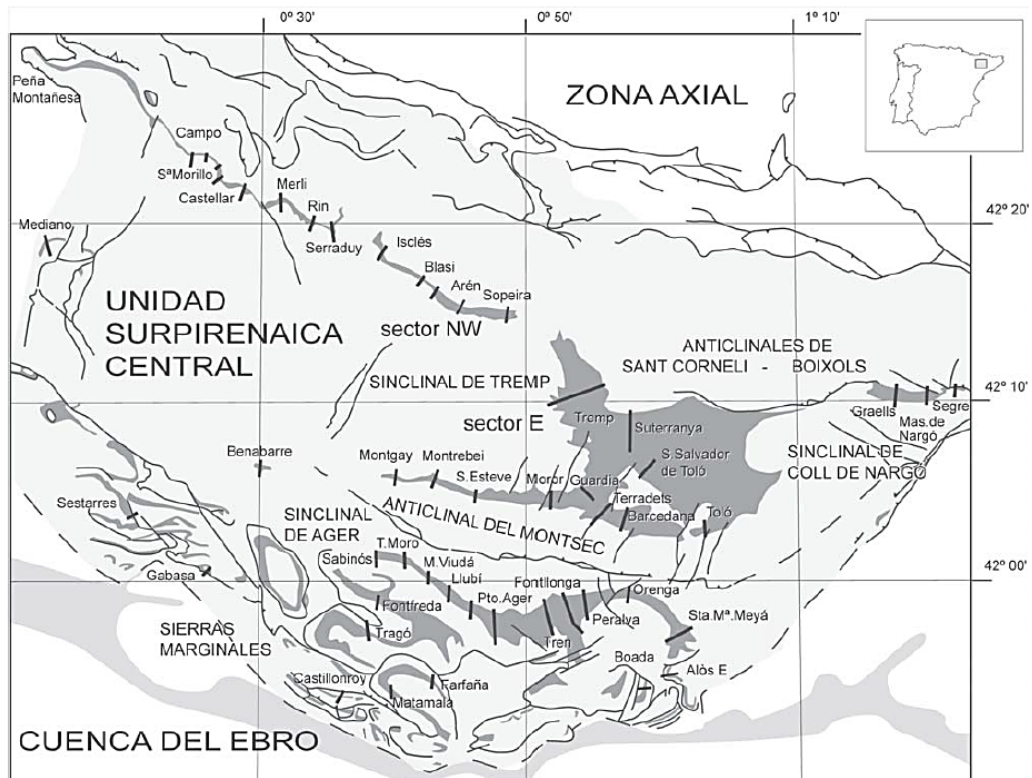 0º 30'
0º 50'
1º 10'
Peña
Montañesa
ZONA AXIAL
Campo
SªMorillo
Castellar
Merli
Rin
Serraduy
42º 20'
Mediano
Isclés
Blasi
Arén
Sopeira
UNIDAD
SURPIRENAICA
CENTRAL
sector NW
ANTICLINALES DE
SANT CORNELI - BOIXOLS
SINCLINAL DE TREMP
42º 10'
sector E
Tremp
Suterranya
Graells
Segre
Mas.de
Nargó
SINCLINAL
DE COLL DE NARGÓ
S.Salvador
de Toló
Benabarre
Montgay
Montrebei
S.Esteve
Moror
Guardia
Terradets
Barcedana
Toló
Sestarres
SINCLINAL
DE AGER
ANTICLINAL DEL MONTSEC
T.Moro
Sabinós
M.Viudá
Llubí
Fontllonga
Orenga
42º 00'
Gabasa
Fontfreda
Pto.Ager
Peralva
Sta.Mª.Meyá
Tragó
Tren
SIERRAS
MARGINALES
Boada
Alòs E
Castillonroy
Farfaña
Matamala
CUENCA DEL EBRO